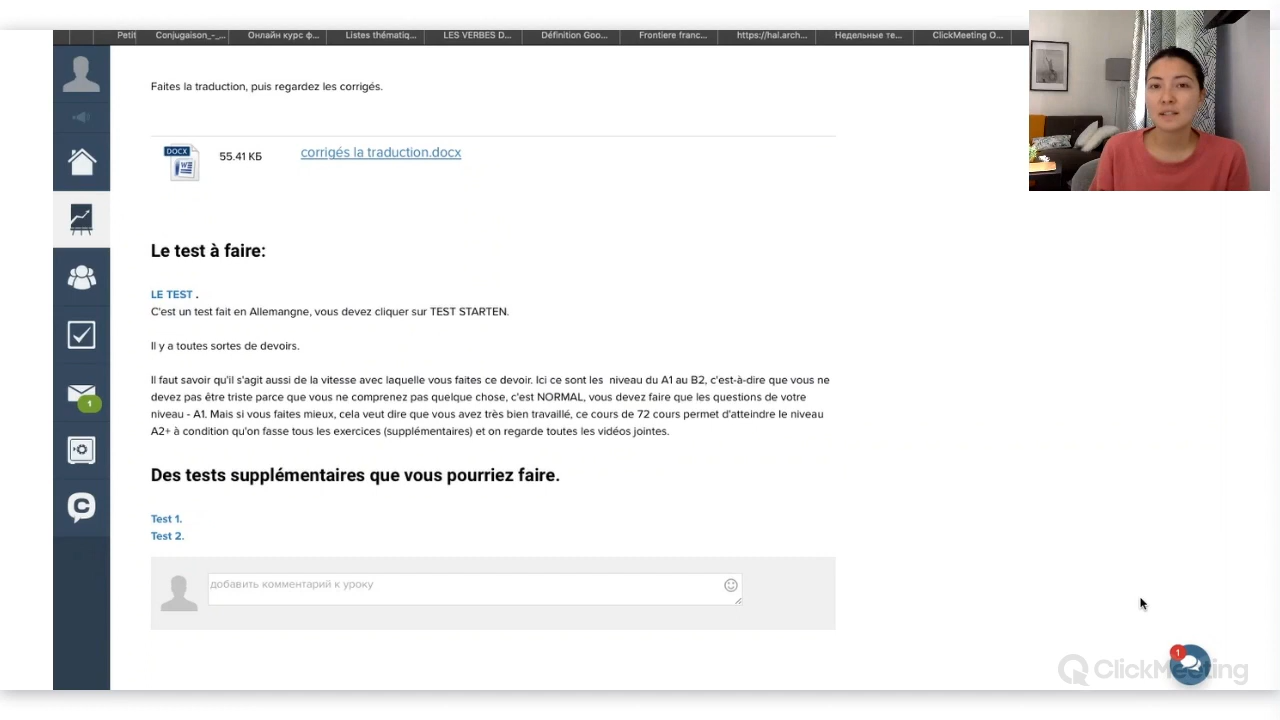 Petit Conjugaison_-_... Онлайн курс ф... Listes thématiq... LES VERBES D... Définition Goo... Frontiere franc... https://hal.arch... Недельные те... ClickMeeting O...
Faites la traduction, puis regardez les corrigés.
DOCX
W
55.41 КБ
corrigés la traduction.docx
Le test à faire:
LE TEST .
C'est un test fait en Allemangne, vous devez cliquer sur TEST STARTEN.
Il y a toutes sortes de devoirs.
Il faut savoir qu'il s'agit aussi de la vitesse avec laquelle vous faites ce devoir. Ici ce sont les niveau du A1 au B2, c'est-à-dire que vous ne
devez pas être triste parce que vous ne comprenez pas quelque chose, c'est NORMAL, vous devez faire que les questions de votre
niveau - A1. Mais si vous faites mieux, cela veut dire que vous avez très bien travaillé, ce cours de 72 cours permet d'atteindre le niveau
A2+ à condition qu'on fasse tous les exercices (supplémentaires) et on regarde toutes les vidéos jointes.
1
C
Des tests supplémentaires que vous pourriez faire.
Test 1.
Test 2.
добавить комментарий к уроку
1
ClickMeeting